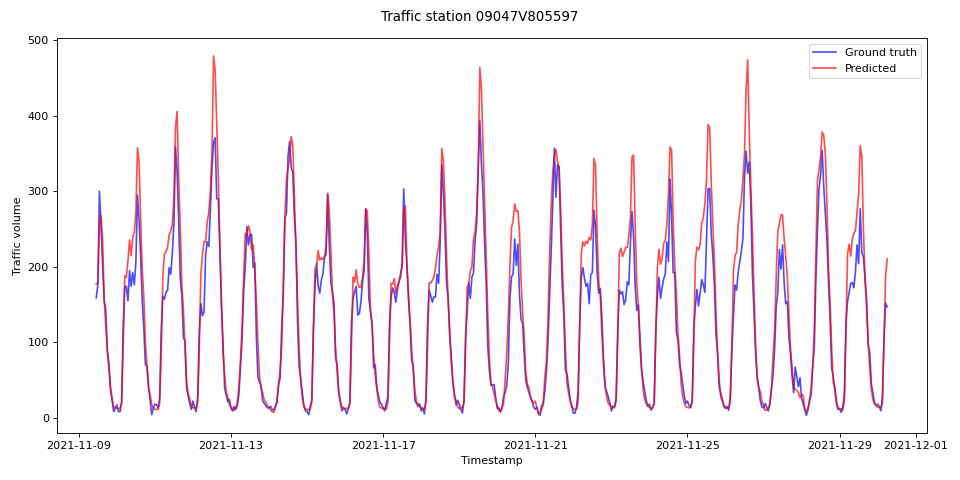 Traffic station 09047V805597
500
400
300
200
100
0
Traffic volume
Ground truth
Predicted
2021-11-09
2021-11-13
2021-11-17
2021-11-21
2021-11-25
2021-11-29
2021-12-01
Timestamp